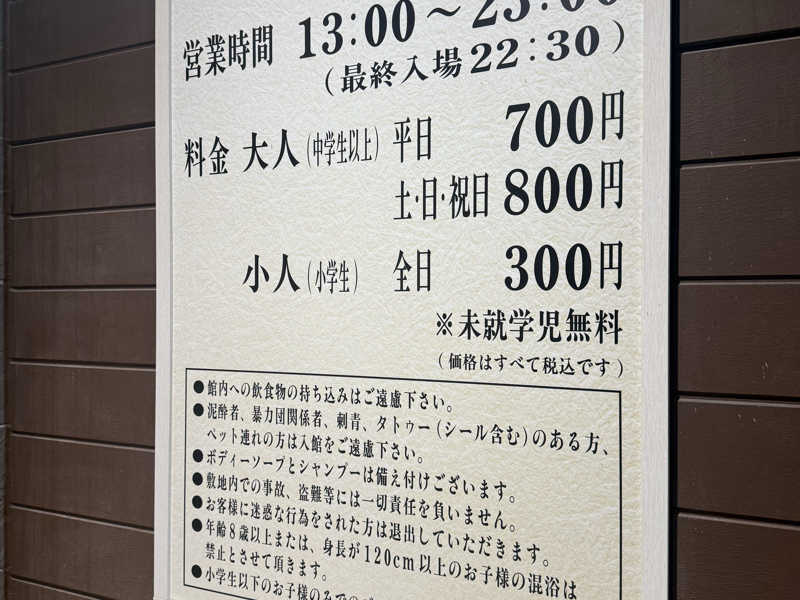 営業時間 13:00～23:00
(最終入場22:30)
料金 大人(中学生以上) 平日 700円
土・日・祝日 800円
小人(小学生) 全日 300円
※未就学児無料
(価格はすべて税込です)
●館内への飲食物の持ち込みはご遠慮下さい。
●泥酔者、暴力団関係者、刺青、タトゥー(シール含む)のある方、
ペット連れの方は入館をご遠慮下さい。
●ボディーソープとシャンプーは備え付けございます。
●敷地内での事故、盗難等には一切責任を負いません。
●お客様に迷惑な行為をされた方は退出していただきます。
●年齢8歳以上または、身長が120cm以上のお子様の混浴は
禁止とさせて頂きます。
●小学生以下のお子様のみでの